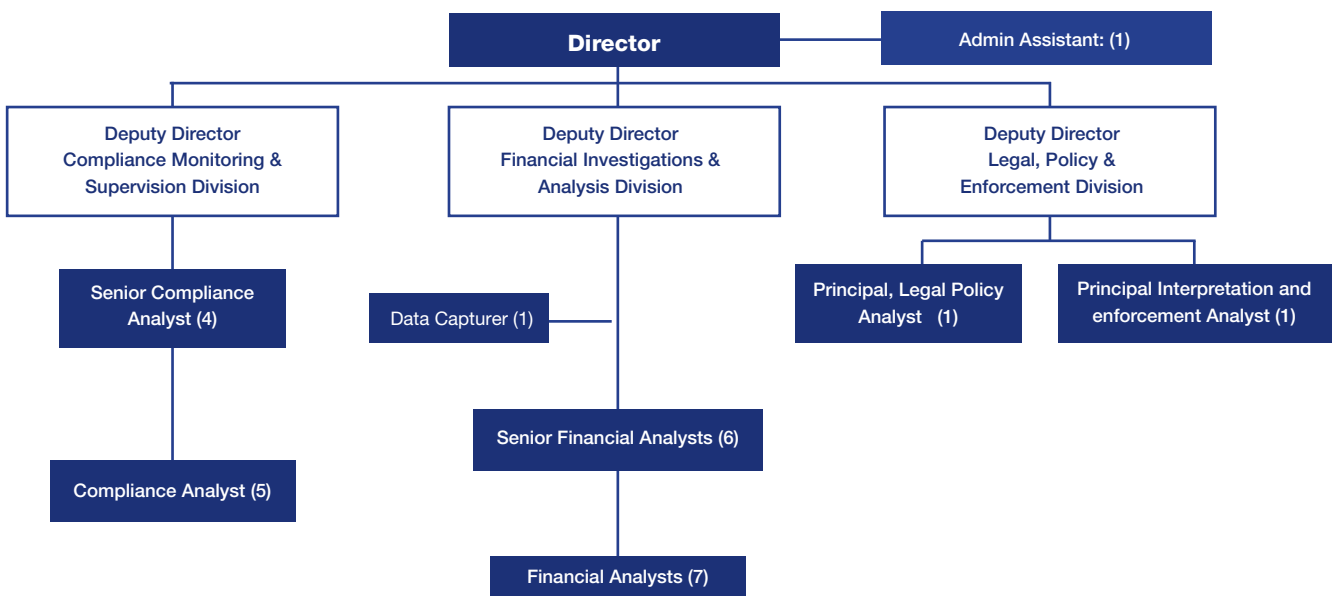 Director
Admin Assistant: (1)
Deputy Director
Compliance Monitoring &
Supervision Division
Deputy Director
Financial Investigations &
Analysis Division
Deputy Director
Legal, Policy &
Enforcement Division
Senior Compliance
Analyst (4)
Data Capturer (1)
Principal, Legal Policy
Analyst (1)
Principal Interpretation and
enforcement Analyst (1)
Senior Financial Analysts (6)
Compliance Analyst (5)
Financial Analysts (7)